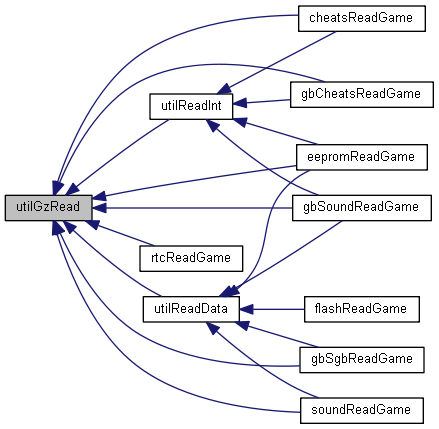 cheatsReadGame
gbCheatsReadGame
utilReadInt
eepromReadGame
utilGzRead
gbSoundReadGame
rtcReadGame
utilReadData
flashReadGame
gbSgbReadGame
soundReadGame